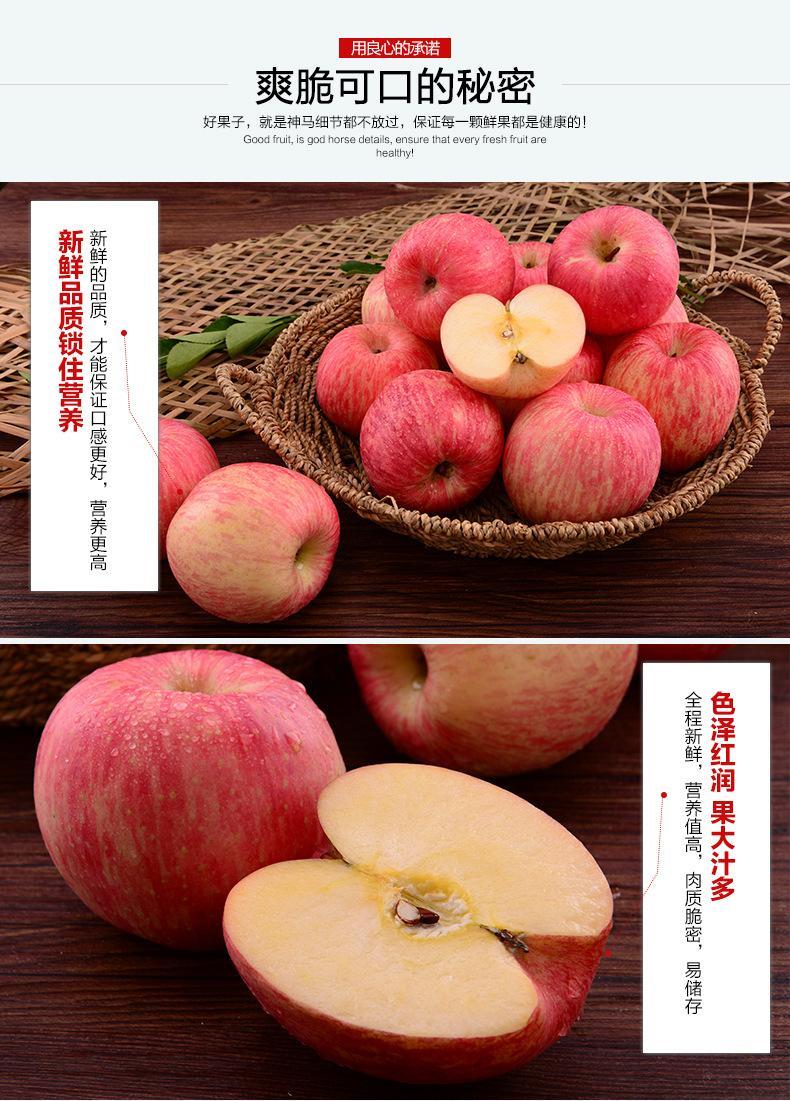 用良心的承诺
爽脆可口的秘密
好果子，就是神马细节都不放过，保证每一颗鲜果都是健康的！
Good fruit, is god horse details, ensure that every fresh fruit are
healthy!
新鲜品质锁住营养
新鲜的品质，才能保证口感更好，营养更高
色泽红润 果大汁多
全程新鲜，营养值高，肉质脆密，易储存